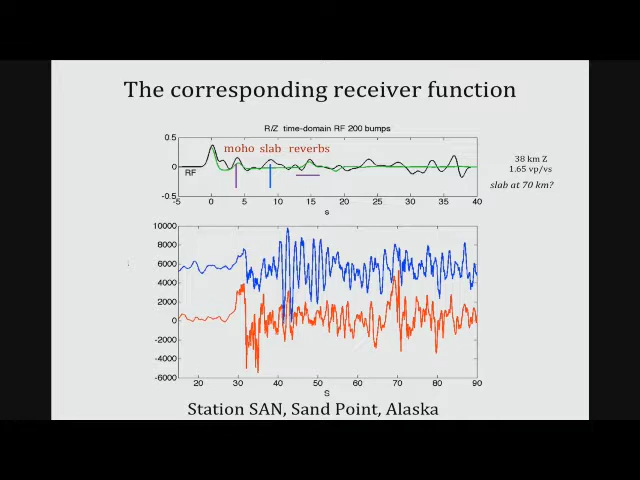 The corresponding receiver function
R/Z time-domain RF 200 bumps
0.5
moho slab reverbs
0
RF
-0.5
-5 0 5 10 15 20 25 30 35 40
s
38 km Z
1.65 vp/vs
slab at 70 km?
10000
8000
6000
4000
2000
0
-2000
-4000
-6000
20 30 40 50 60 70 80 90
S
Station SAN, Sand Point, Alaska